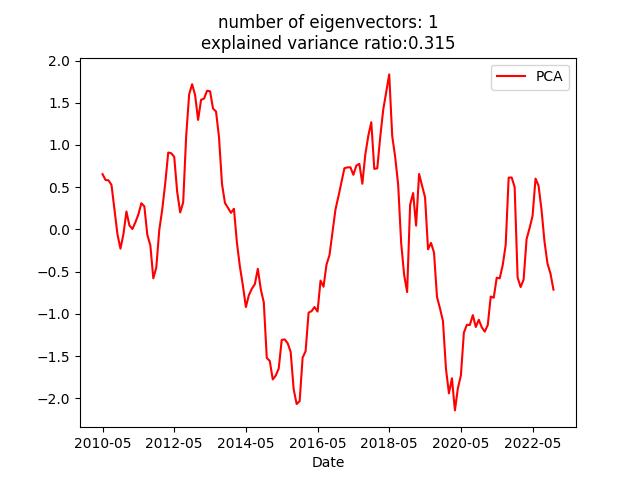 number of eigenvectors: 1
explained variance ratio:0.315
PCA
2.0
1.5
1.0
0.5
0.0
−0.5
−1.0
−1.5
−2.0
2010-05 2012-05 2014-05 2016-05 2018-05 2020-05 2022-05
Date